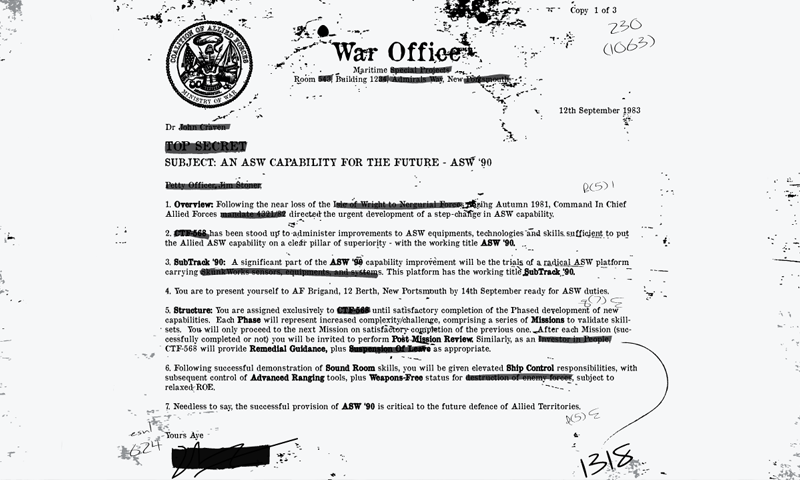 Copy 1 of 3
230
(1063)
COALITION OF ALLIED FORCES
MINISTRY OF WAR
War Office
Maritime Special Projects
Room 343, Building Admirals Way, New Portsmouth
12th September 1983
Dr John Craven
TOP SECRET
SUBJECT: AN ASW CAPABILITY FOR THE FUTURE - ASW '90
Petty Officer, Jim Stoner
1. Overview: Following the near loss of the Isle of Wright to Nergurial Forces during Autumn 1981, Command In Chief
Allied Forces mandate 4321/82 directed the urgent development of a step-change in ASW capability.
2. CTF-568 has been stood up to administer improvements to ASW equipments, technologies and skills sufficient to put
the Allied ASW capability on a clear pillar of superiority - with the working title ASW '90.
3. SubTrack '90: A significant part of the ASW '90 capability improvement will be the trials of a radical ASW platform
carrying SkunkWorks sensors, equipments, and systems. This platform has the working title SubTrack '90.
4. You are to present yourself to AF Brigand, 12 Berth, New Portsmouth by 14th September ready for ASW duties.
5. Structure: You are assigned exclusively to CTF-568 until satisfactory completion of the Phased development of new
capabilities. Each Phase will represent increased complexity/challenge, comprising a series of Missions to validate skill-
sets. You will only proceed to the next Mission on satisfactory completion of the previous one. After each Mission (suc-
cessfully completed or not) you will be invited to perform Post Mission Review. Similarly, as an Investor in People,
CTF-568 will provide Remedial Guidance, plus Suspension Of Leave as appropriate.
6. Following successful demonstration of Sound Room skills, you will be given elevated Ship Control responsibilities, with
subsequent control of Advanced Ranging tools, plus Weapons-Free status for destruction of enemy forces, subject to
relaxed ROE.
7. Needless to say, the successful provision of ASW '90 is critical to the future defence of Allied Territories.
Yours Aye
624
1318